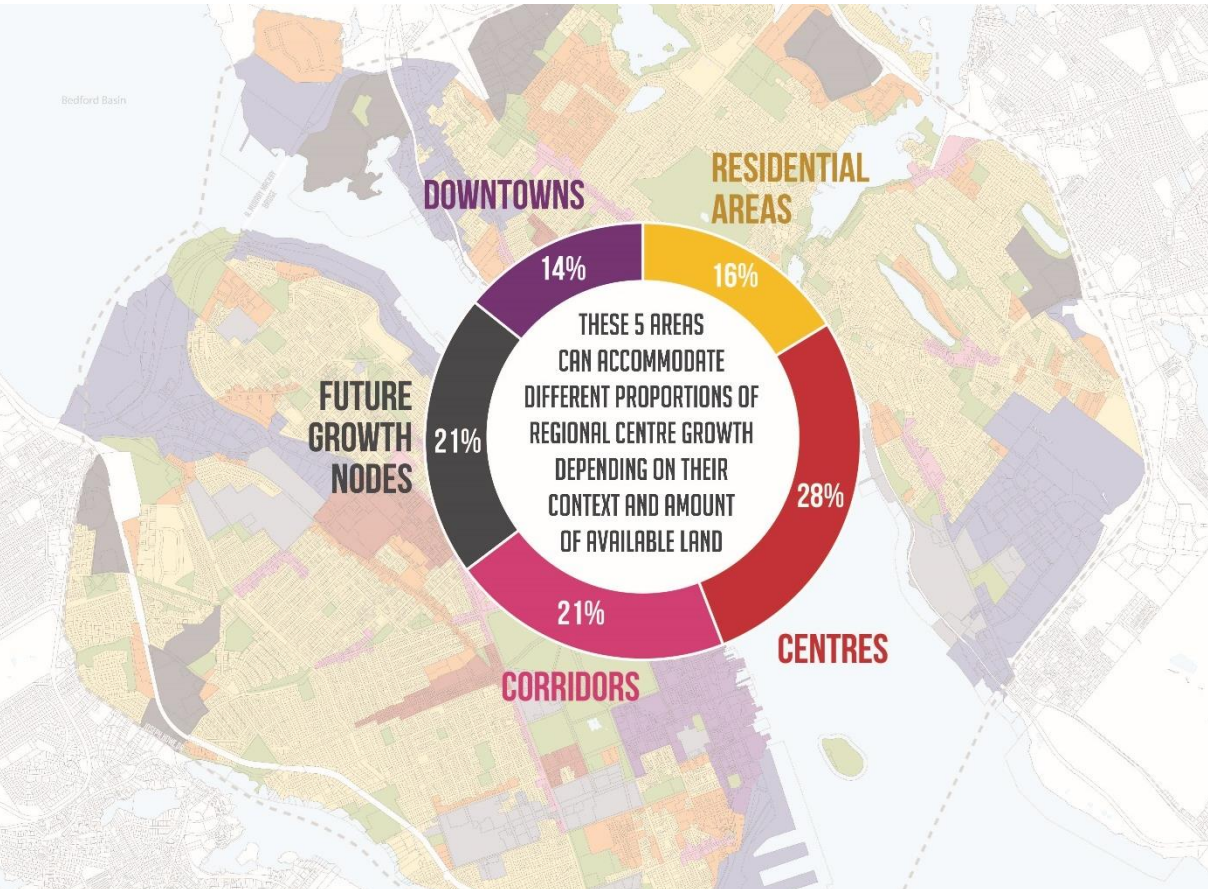 Bedford Basin
DOWNTOWNS
RESIDENTIAL
AREAS
14%
16%
THESE 5 AREAS
CAN ACCOMMODATE
DIFFERENT PROPORTIONS OF
REGIONAL CENTRE GROWTH
DEPENDING ON THEIR
CONTEXT AND AMOUNT
OF AVAILABLE LAND
FUTURE
GROWTH
NODES
21%
28%
21%
CENTRES
CORRIDORS